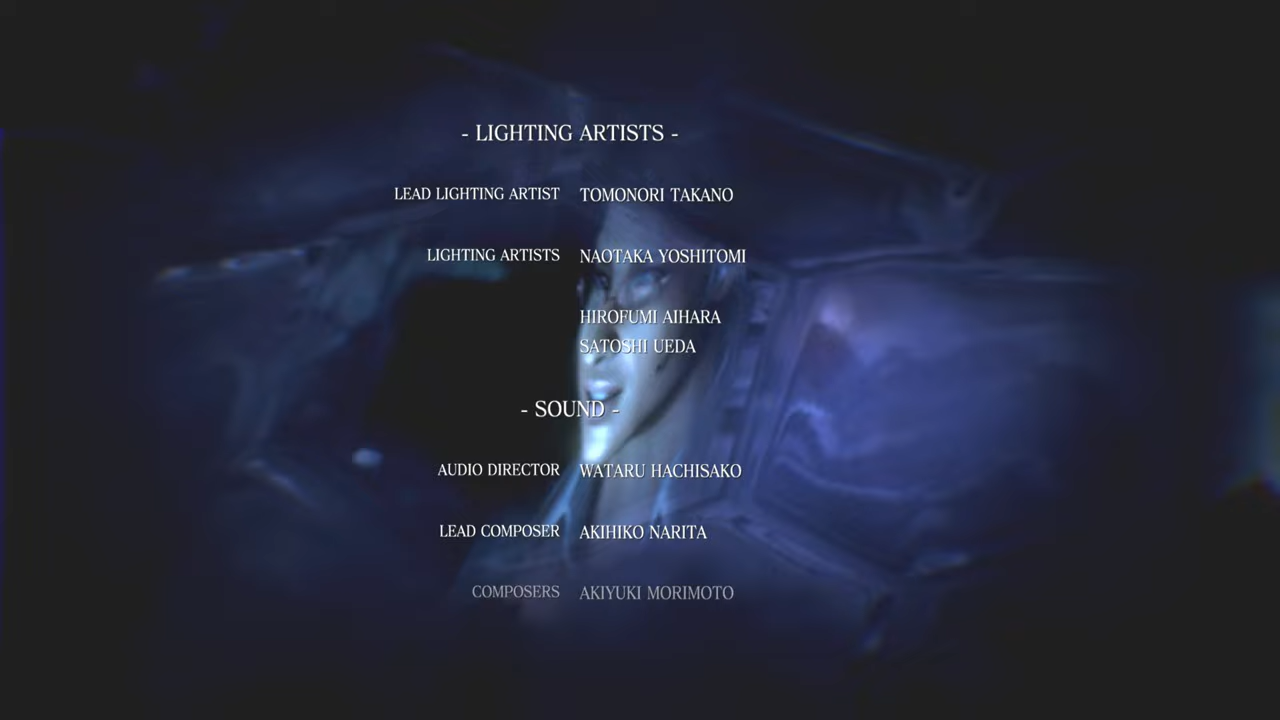 - LIGHTING ARTISTS -
LEAD LIGHTING ARTIST TOMONORI TAKANO
LIGHTING ARTISTS NAOTAKA YOSHITOMI
HIROFUMI AIHARA
SATOSHI UEDA
- SOUND -
AUDIO DIRECTOR WATARU HACHISAKO
LEAD COMPOSER AKIHIKO NARITA
COMPOSERS AKIYUKI MORIMOTO